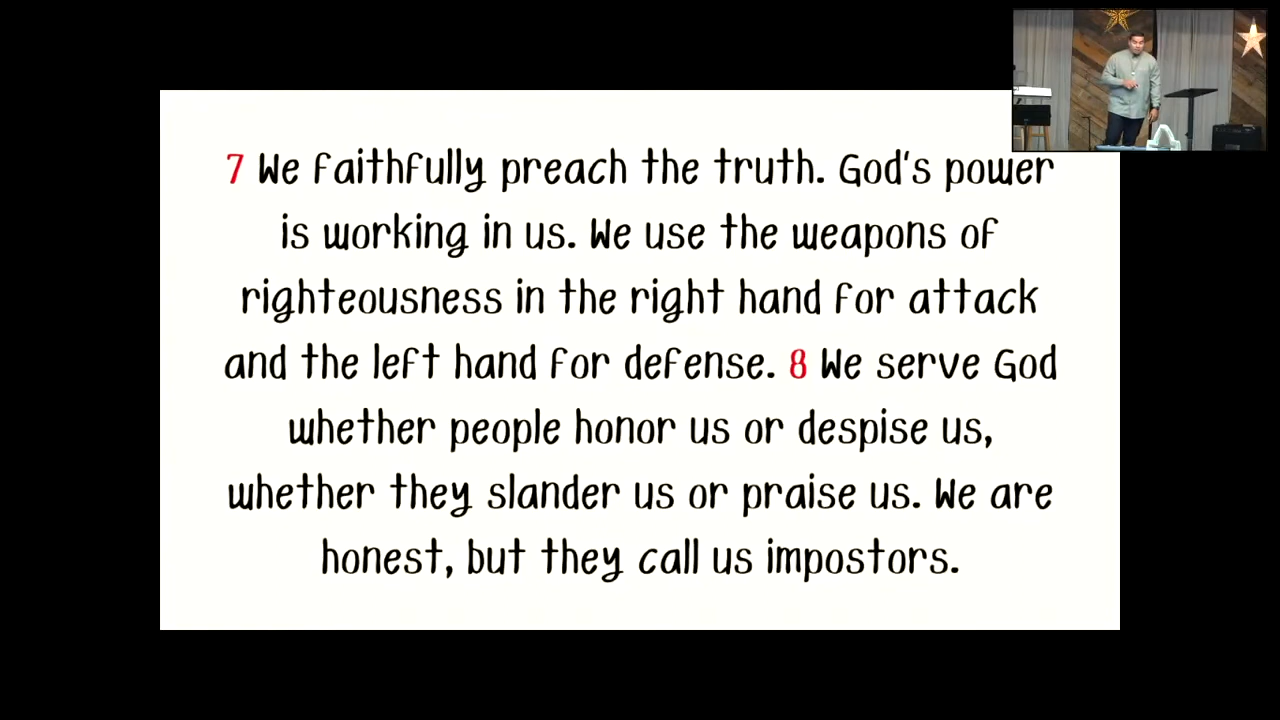 7 We faithfully preach the truth. God's power
is working in us. We use the weapons of
righteousness in the right hand for attack
and the left hand for defense. 8 We serve God
whether people honor us or despise us,
whether they slander us or praise us. We are
honest, but they call us impostors.